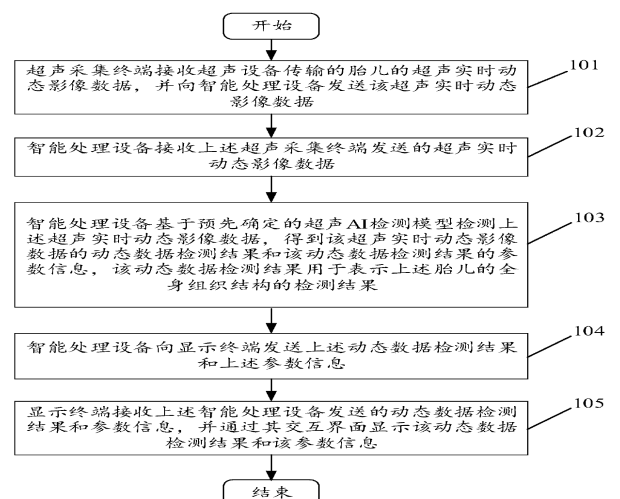 开始
超声采集终端接收超声设备传输的胎儿的超声实时动
态影像数据，并向智能处理设备发送该超声实时动态
影像数据
101
智能处理设备接收上述超声采集终端发送的超声实时
动态影像数据
102
智能处理设备基于预先确定的超声AI检测模型检测上
述超声实时动态影像数据，得到该超声实时动态影像
数据的动态数据检测结果和该动态数据检测结果的参
数信息，该动态数据检测结果用于表示上述胎儿的全
身组织结构的检测结果
103
智能处理设备向显示终端发送上述动态数据检测结果
和上述参数信息
104
显示终端接收上述智能处理设备发送的动态数据检测
结果和参数信息，并通过其交互界面显示该动态数据
检测结果和该参数信息
105
结束